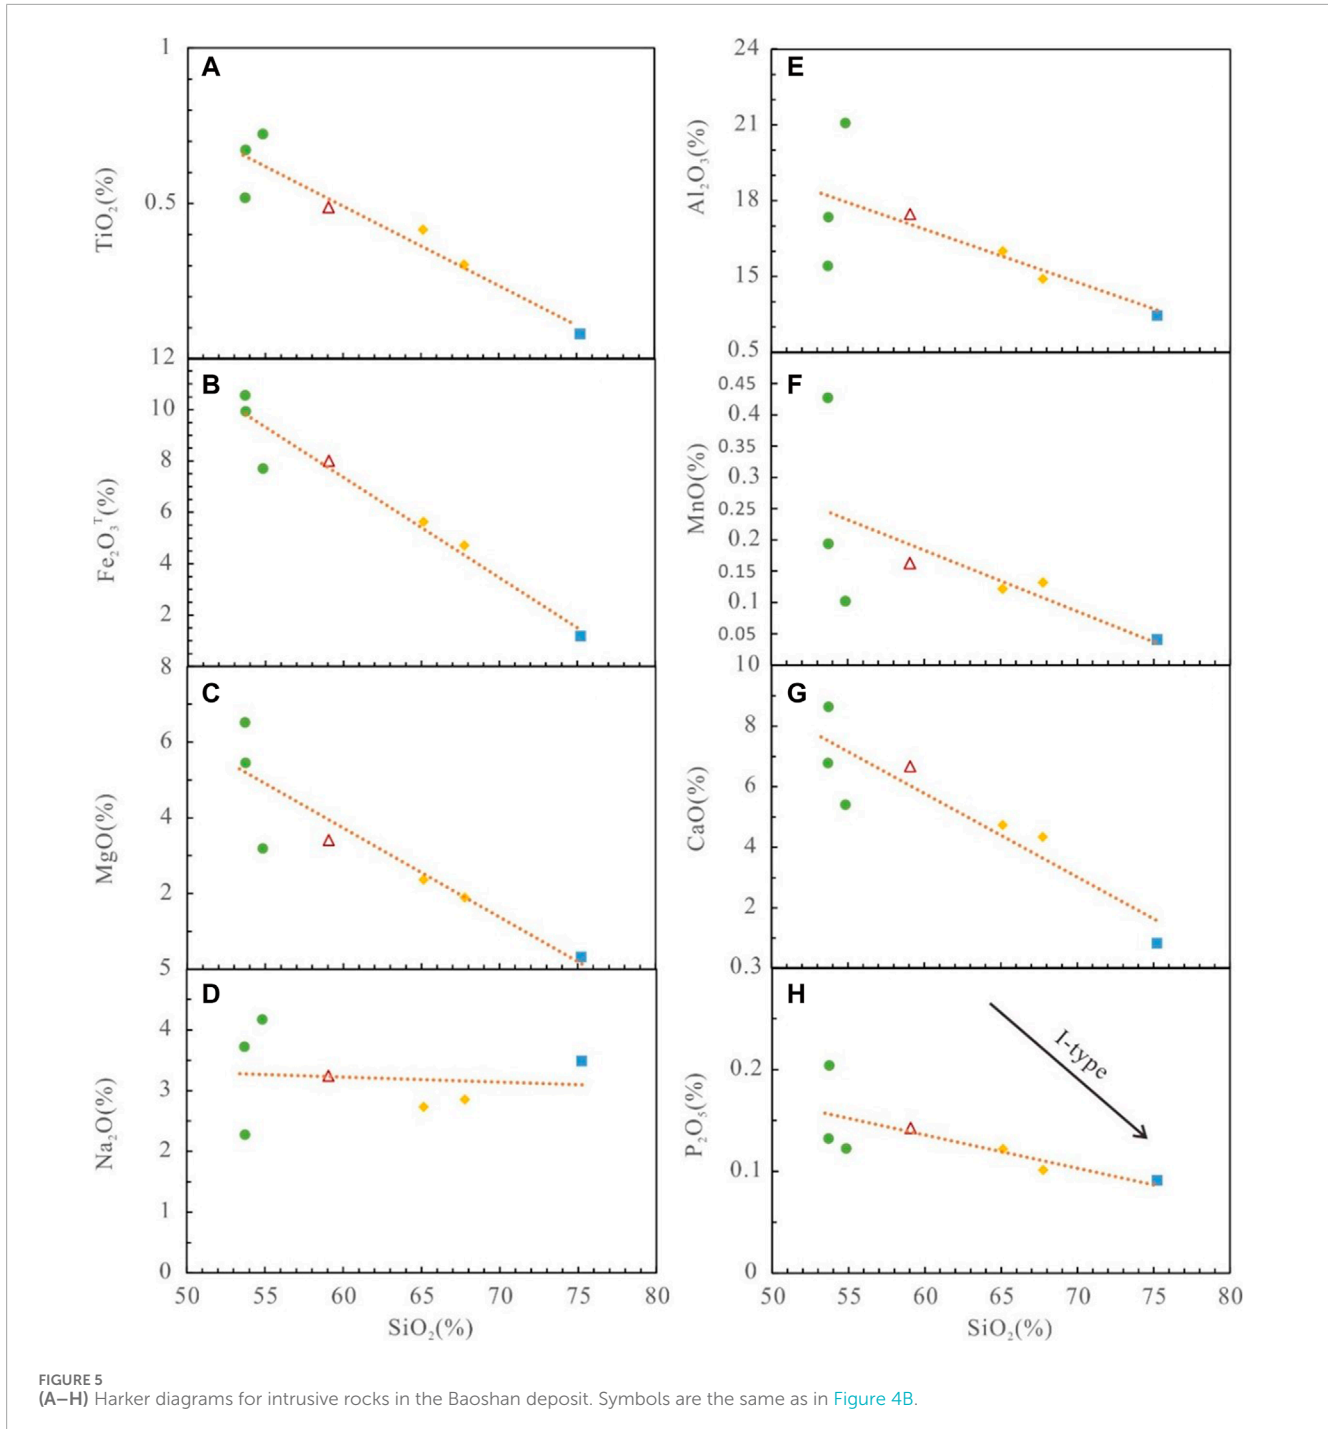 A
1
0.5
12
TiO₂(%)
B
10
8
6
4
2
8
Fe₂O₃ᵀ(%)
C
6
4
2
5
MgO(%)
D
4
3
2
1
0
Na₂O(%)
50 55 60 65 70 75 80
SiO₂(%)
E
24
21
18
15
0.5
Al₂O₃(%)
F
0.45
0.4
0.35
0.3
0.25
0.2
0.15
0.1
0.05
10
MnO(%)
G
8
6
4
2
0.3
CaO(%)
H
I-type
0.2
0.1
0
P₂O₅(%)
50 55 60 65 70 75 80
SiO₂(%)
FIGURE 5
(A–H) Harker diagrams for intrusive rocks in the Baoshan deposit. Symbols are the same as in Figure 4B.